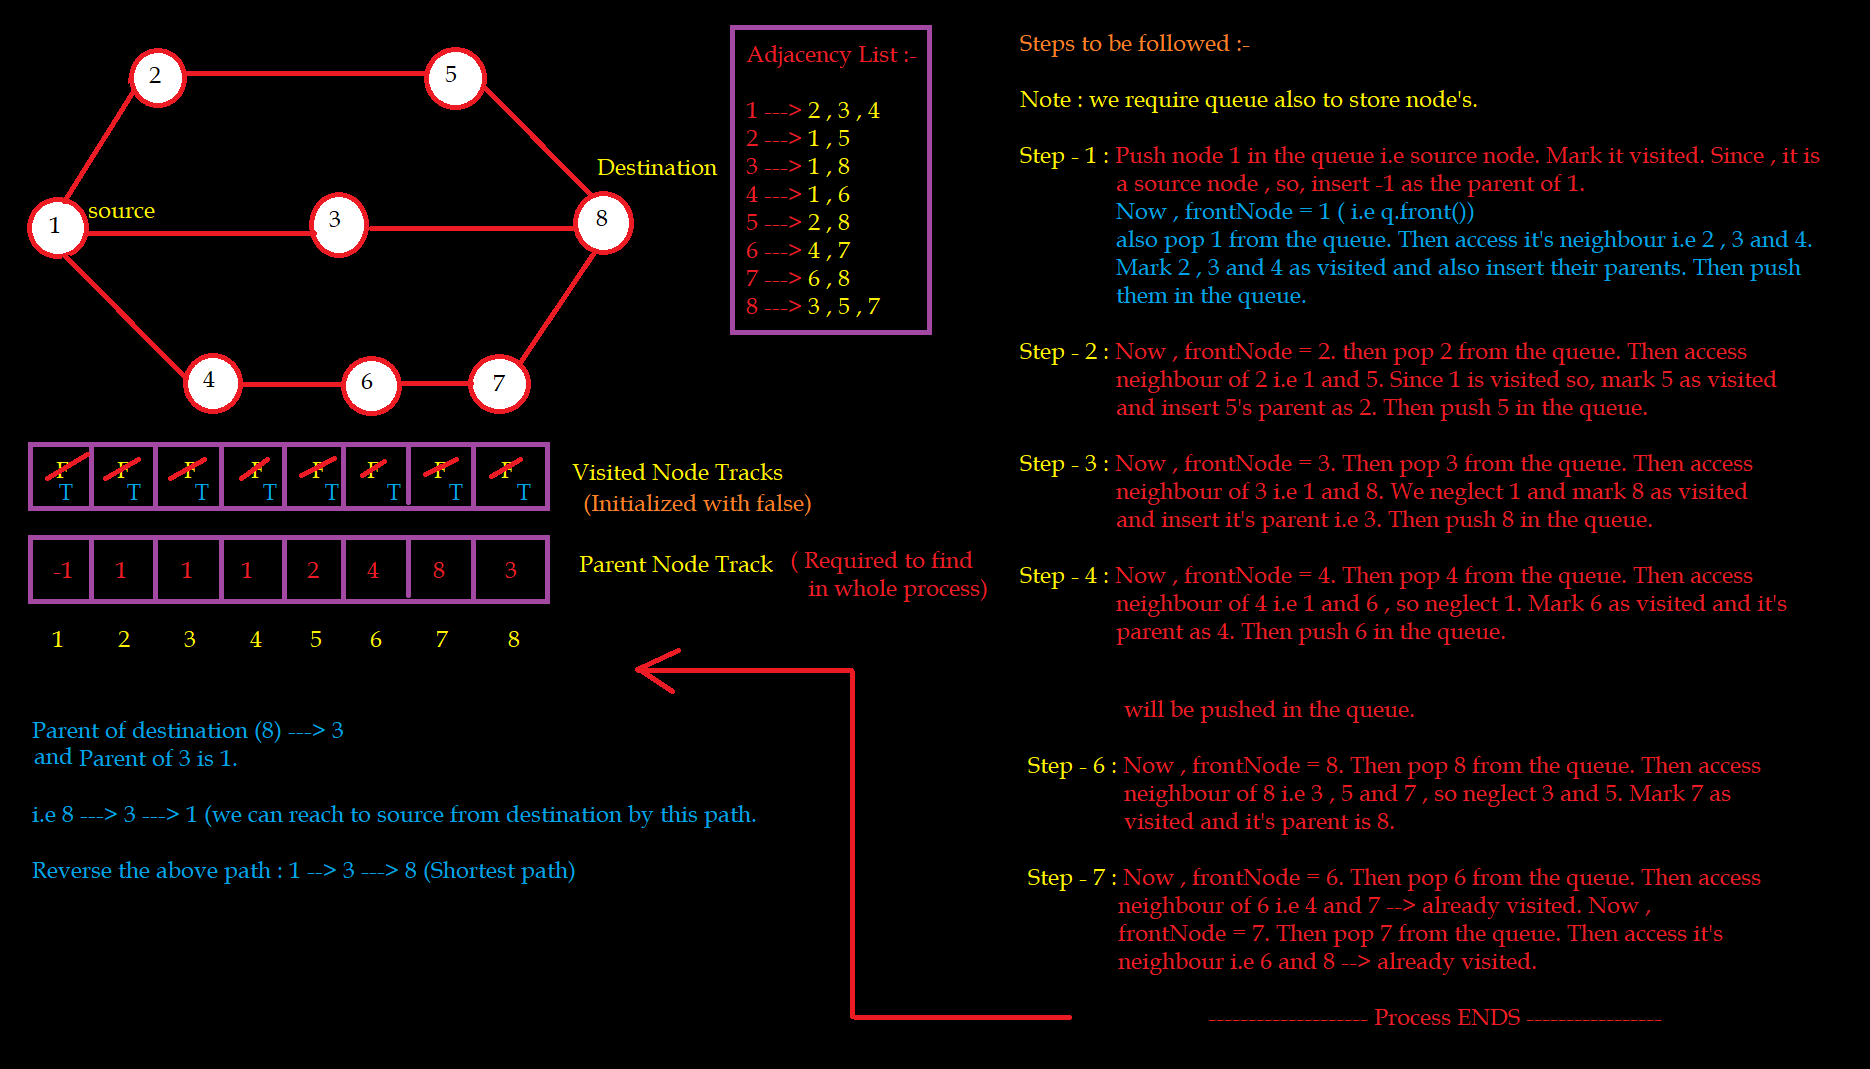 2
5
1
source
3
8
Destination
4
6
7
Adjacency List :-
1 ---> 2 , 3 , 4
2 ---> 1 , 5
3 ---> 1 , 8
4 ---> 1 , 6
5 ---> 2 , 8
6 ---> 4 , 7
7 ---> 6 , 8
8 ---> 3 , 5 , 7
F F F F F F F F
T T T T T T T T
Visited Node Tracks
(Initialized with false)
-1 1 1 1 2 4 8 3
Parent Node Track ( Required to find
in whole process)
1 2 3 4 5 6 7 8
Parent of destination (8) ---> 3
and Parent of 3 is 1.
i.e 8 ---> 3 ---> 1 (we can reach to source from destination by this path.
Reverse the above path : 1 --> 3 ---> 8 (Shortest path)
Steps to be followed :-
Note : we require queue also to store node's.
Step - 1 : Push node 1 in the queue i.e source node. Mark it visited. Since , it is
a source node , so, insert -1 as the parent of 1.
Now , frontNode = 1 ( i.e q.front())
also pop 1 from the queue. Then access it's neighbour i.e 2 , 3 and 4.
Mark 2 , 3 and 4 as visited and also insert their parents. Then push
them in the queue.
Step - 2 : Now , frontNode = 2. then pop 2 from the queue. Then access
neighbour of 2 i.e 1 and 5. Since 1 is visited so, mark 5 as visited
and insert 5's parent as 2. Then push 5 in the queue.
Step - 3 : Now , frontNode = 3. Then pop 3 from the queue. Then access
neighbour of 3 i.e 1 and 8. We neglect 1 and mark 8 as visited
and insert it's parent i.e 3. Then push 8 in the queue.
Step - 4 : Now , frontNode = 4. Then pop 4 from the queue. Then access
neighbour of 4 i.e 1 and 6 , so neglect 1. Mark 6 as visited and it's
parent as 4. Then push 6 in the queue.
will be pushed in the queue.
Step - 6 : Now , frontNode = 8. Then pop 8 from the queue. Then access
neighbour of 8 i.e 3 , 5 and 7 , so neglect 3 and 5. Mark 7 as
visited and it's parent is 8.
Step - 7 : Now , frontNode = 6. Then pop 6 from the queue. Then access
neighbour of 6 i.e 4 and 7 --> already visited. Now ,
frontNode = 7. Then pop 7 from the queue. Then access it's
neighbour i.e 6 and 8 --> already visited.
-------------------- Process ENDS -----------------